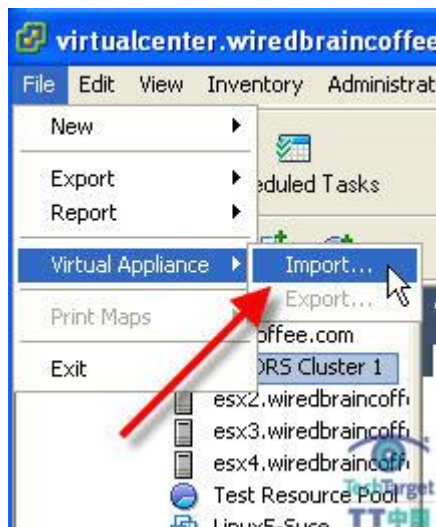 virtualcenter.wiredbraincoffee
File Edit View Inventory Administrat
New
Export
eduled Tasks
Report
Virtual Appliance
Import...
Export...
Print Maps
offee.com
Exit
DRS Cluster 1
esx2.wiredbraincoff
esx3.wiredbraincoff
esx4.wiredbraincoff
Test Resource Pool
LinuxE-Suse
TechTarget
TT中国